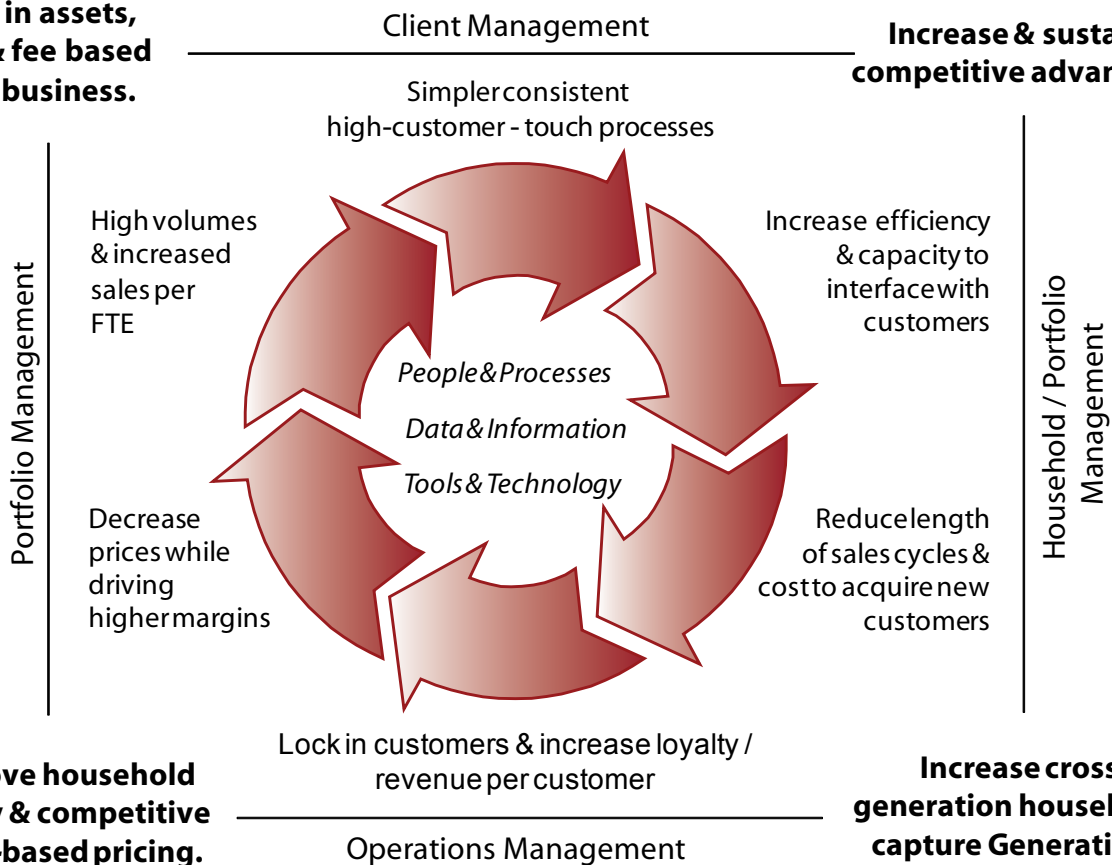 in assets,
& fee based
business.
Client Management
Increase & susta
competitive advan
Simpler consistent
high-customer - touch processes
High volumes
& increased
sales per
FTE
Increase efficiency
& capacity to
interface with
customers
Portfolio Management
Household / Portfolio
Management
People & Processes
Data & Information
Tools & Technology
Decrease
prices while
driving
higher margins
Reduce length
of sales cycles &
cost to acquire new
customers
Lock in customers & increase loyalty /
revenue per customer
ve household
y & competitive
-based pricing.
Operations Management
Increase cross
generation househ
capture Generati